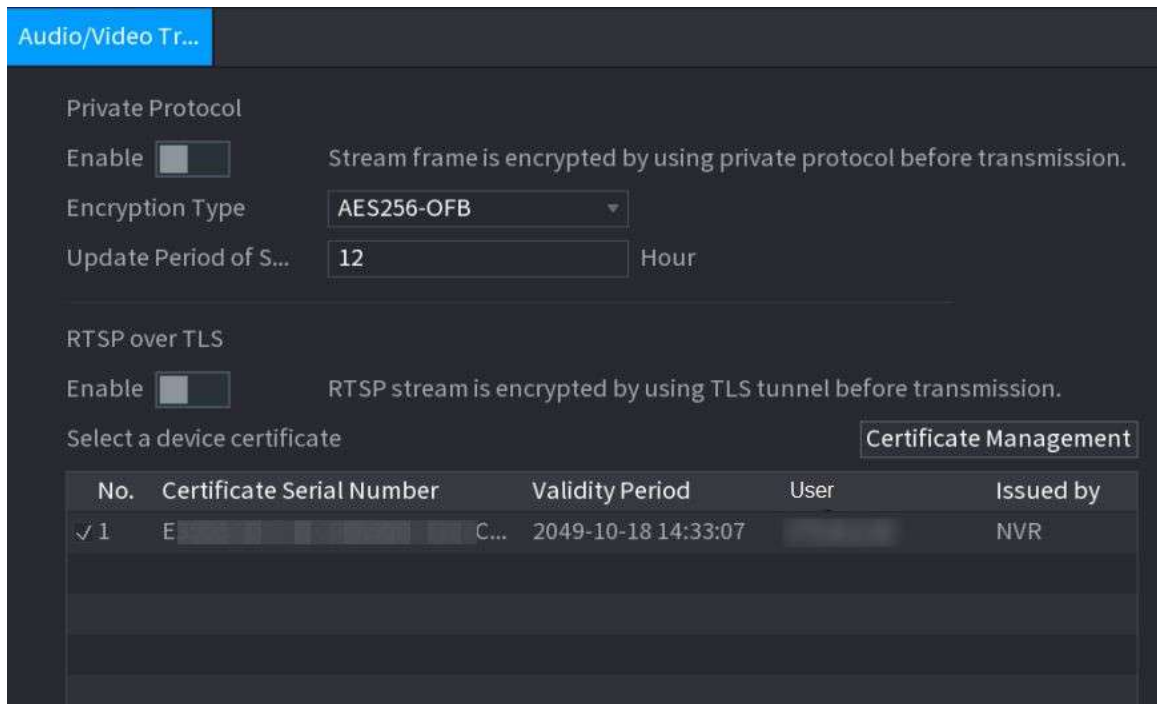 Audio/Video Tr...
Private Protocol
Enable Stream frame is encrypted by using private protocol before transmission.
Encryption Type AES256-OFB
Update Period of S... 12 Hour
RTSP over TLS
Enable RTSP stream is encrypted by using TLS tunnel before transmission.
Select a device certificate Certificate Management
No. Certificate Serial Number Validity Period User Issued by
1 E C... 2049-10-18 14:33:07 NVR